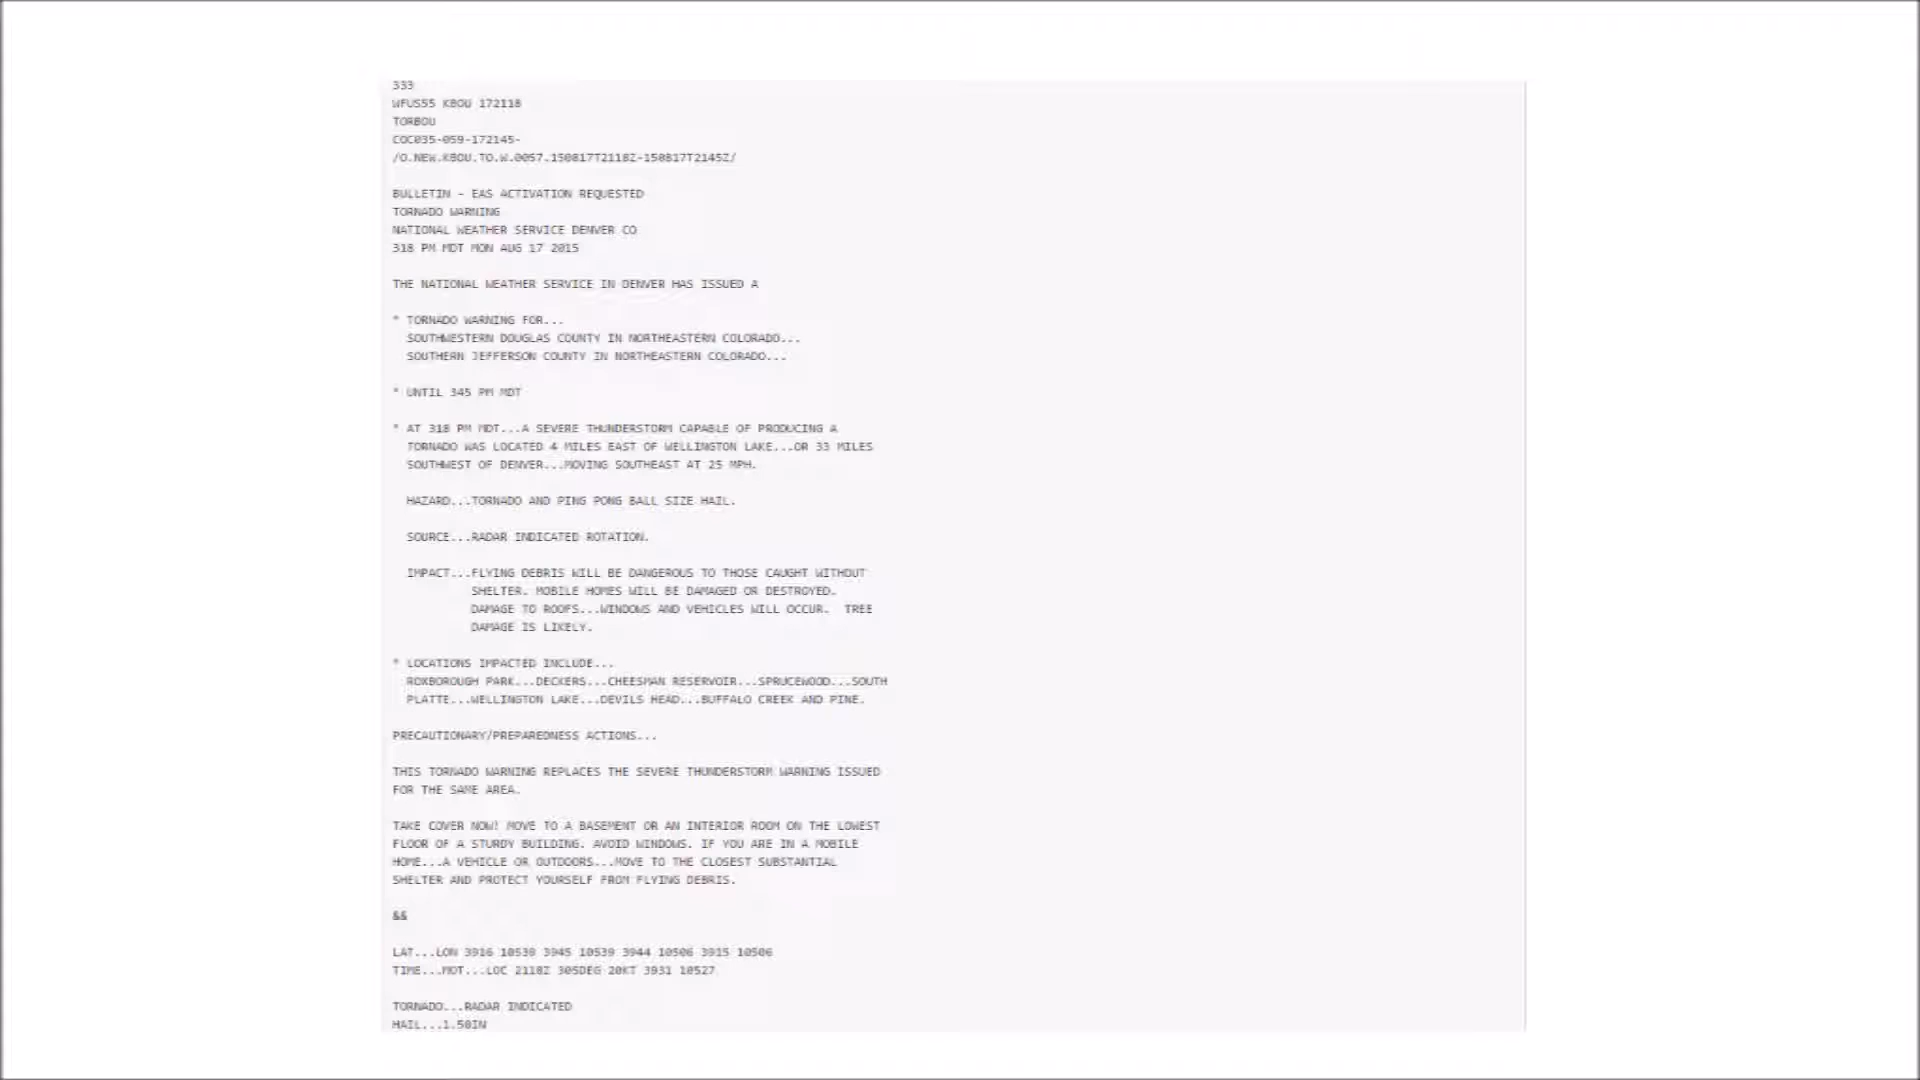 333
WFUS55 KBOU 172118
TORBOU
COC035-059-172145-
/O.NEW.KBOU.TO.W.0057.150817T2118Z-150817T2145Z/
BULLETIN - EAS ACTIVATION REQUESTED
TORNADO WARNING
NATIONAL WEATHER SERVICE DENVER CO
318 PM MDT MON AUG 17 2015
THE NATIONAL WEATHER SERVICE IN DENVER HAS ISSUED A
* TORNADO WARNING FOR...
SOUTHWESTERN DOUGLAS COUNTY IN NORTHEASTERN COLORADO...
SOUTHERN JEFFERSON COUNTY IN NORTHEASTERN COLORADO...
* UNTIL 345 PM MDT
* AT 318 PM MDT...A SEVERE THUNDERSTORM CAPABLE OF PRODUCING A
TORNADO WAS LOCATED 4 MILES EAST OF WELLINGTON LAKE...OR 33 MILES
SOUTHWEST OF DENVER...MOVING SOUTHEAST AT 25 MPH.
HAZARD...TORNADO AND PING PONG BALL SIZE HAIL.
SOURCE...RADAR INDICATED ROTATION.
IMPACT...FLYING DEBRIS WILL BE DANGEROUS TO THOSE CAUGHT WITHOUT
SHELTER. MOBILE HOMES WILL BE DAMAGED OR DESTROYED.
DAMAGE TO ROOFS...WINDOWS AND VEHICLES WILL OCCUR. TREE
DAMAGE IS LIKELY.
* LOCATIONS IMPACTED INCLUDE...
ROXBOROUGH PARK...DECKERS...CHEESMAN RESERVOIR...SPRUCEWOOD...SOUTH
PLATTE...WELLINGTON LAKE...DEVILS HEAD...BUFFALO CREEK AND PINE.
PRECAUTIONARY/PREPAREDNESS ACTIONS...
THIS TORNADO WARNING REPLACES THE SEVERE THUNDERSTORM WARNING ISSUED
FOR THE SAME AREA.
TAKE COVER NOW! MOVE TO A BASEMENT OR AN INTERIOR ROOM ON THE LOWEST
FLOOR OF A STURDY BUILDING. AVOID WINDOWS. IF YOU ARE IN A MOBILE
HOME...A VEHICLE OR OUTDOORS...MOVE TO THE CLOSEST SUBSTANTIAL
SHELTER AND PROTECT YOURSELF FROM FLYING DEBRIS.
&&
LAT...LON 3916 10539 3945 10539 3944 10506 3915 10506
TIME...MOT...LOC 2118Z 305DEG 20KT 3931 10527
TORNADO...RADAR INDICATED
HAIL...1.50IN